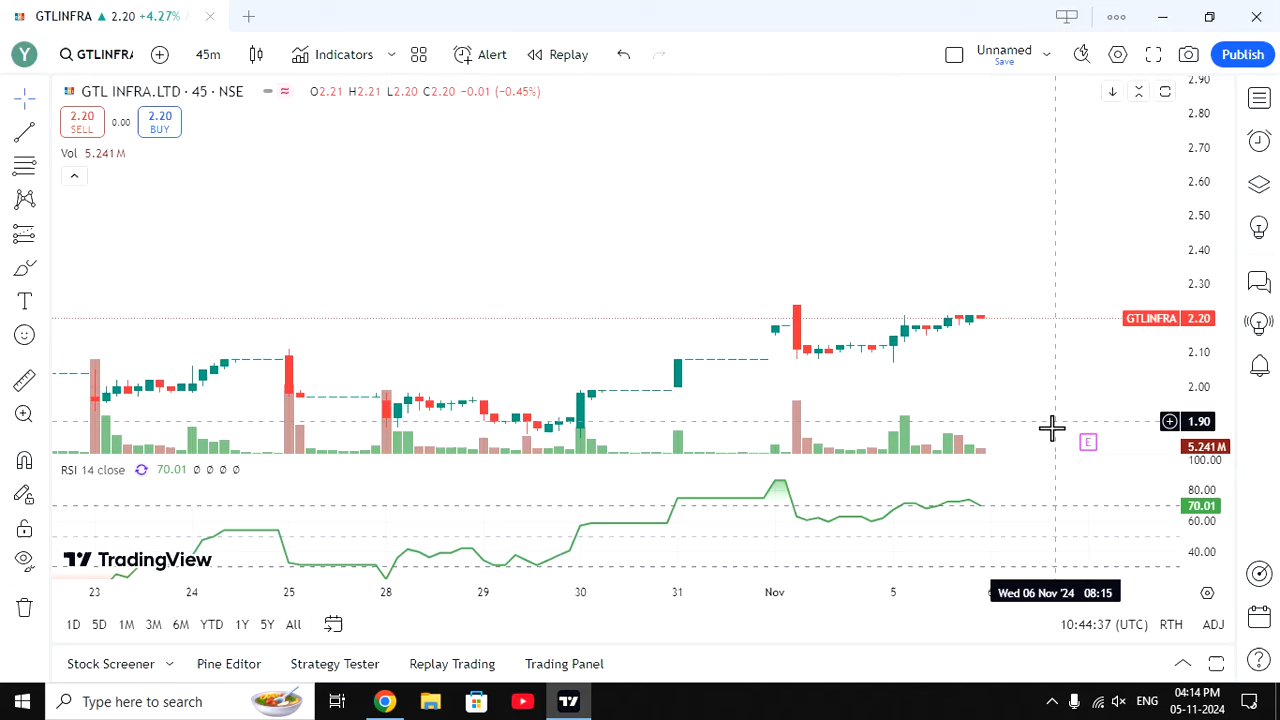 GTLINFRA ▲ 2.20 +4.27%
Y GTLINFRA 45m Indicators Alert Replay Unnamed Save Publish
GTL INFRA.LTD · 45 · NSE O2.21 H2.21 L2.20 C2.20 −0.01 (−0.45%)
2.20 SELL 0.00 2.20 BUY
Vol 5.241 M
2.90
2.80
2.70
2.60
2.50
2.40
2.30
GTLINFRA 2.20
2.10
2.00
1.90
E
5.241 M
100.00
RSI 14 close 70.01 ∅ ∅ ∅ ∅
80.00
70.01
60.00
40.00
TradingView
23 24 25 28 29 30 31 Nov 5
Wed 06 Nov '24 08:15
1D 5D 1M 3M 6M YTD 1Y 5Y All 10:44:37 (UTC) RTH ADJ
Stock Screener Pine Editor Strategy Tester Replay Trading Trading Panel
Type here to search
ENG
04:14 PM
05-11-2024